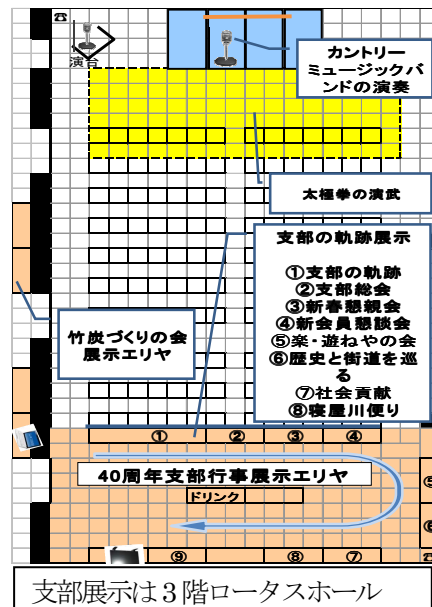 演台
カントリー
ミュージックバ
ンドの演奏
太極拳の演武
支部の軌跡展示
①支部の軌跡
②支部総会
③新春懇親会
④新会員懇談会
⑤楽・遊ねやの会
⑥歴史と街道を巡
る
⑦社会貢献
⑧寝屋川便り
竹炭づくりの会
展示エリヤ
① ② ③ ④
40周年支部行事展示エリヤ
⑤
ドリンク
⑥
⑨ ⑧ ⑦
支部展示は3階ロータスホール